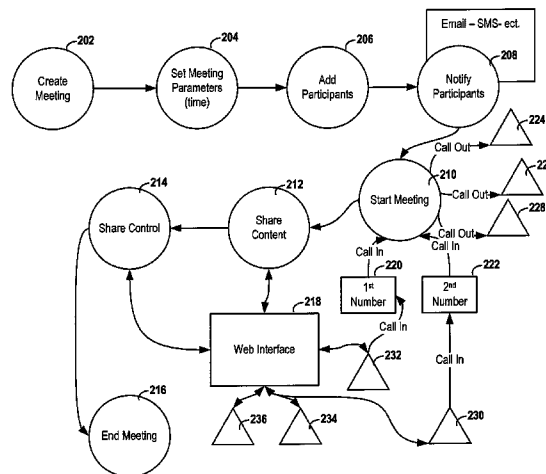 Email – SMS- ect.
202
204
206
208
Create
Meeting
Set Meeting
Parameters
(time)
Add
Participants
Notify
Participants
224
Call Out
210
Start Meeting
Call Out
228
Call Out
Call In
214
Share Control
212
Share
Content
Call In
220
1st
Number
222
2nd
Number
218
Web Interface
Call In
232
Call In
216
End Meeting
236
234
230